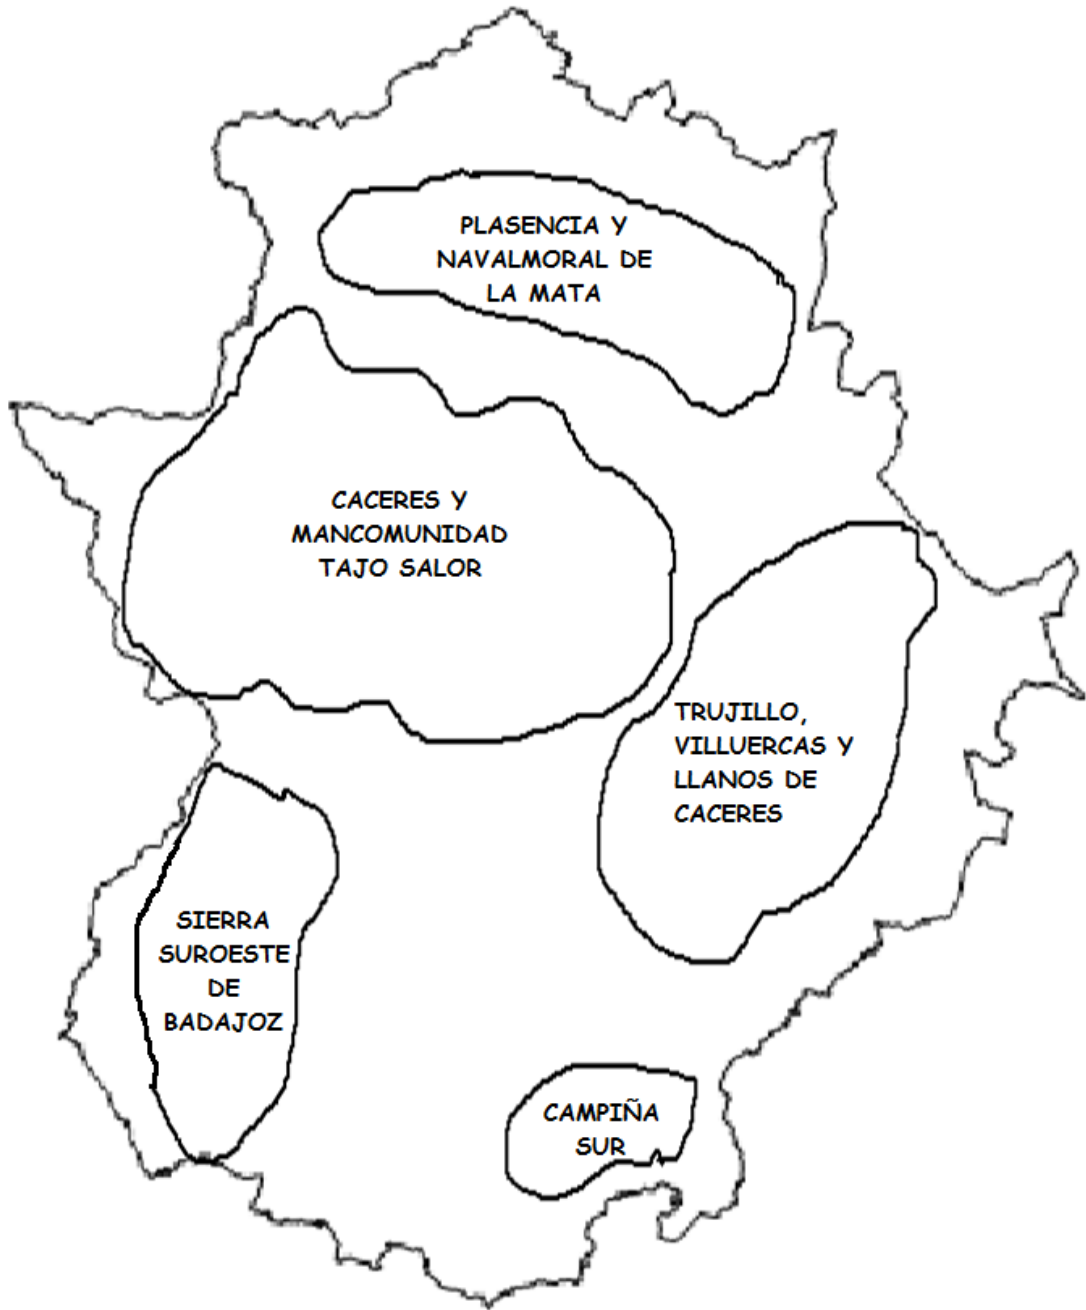 PLASENCIA Y
NAVALMORAL DE
LA MATA
CACERES Y
MANCOMUNIDAD
TAJO SALOR
TRUJILLO,
VILLUERCAS Y
LLANOS DE
CACERES
SIERRA
SUROESTE
DE
BADAJOZ
CAMPIÑA
SUR